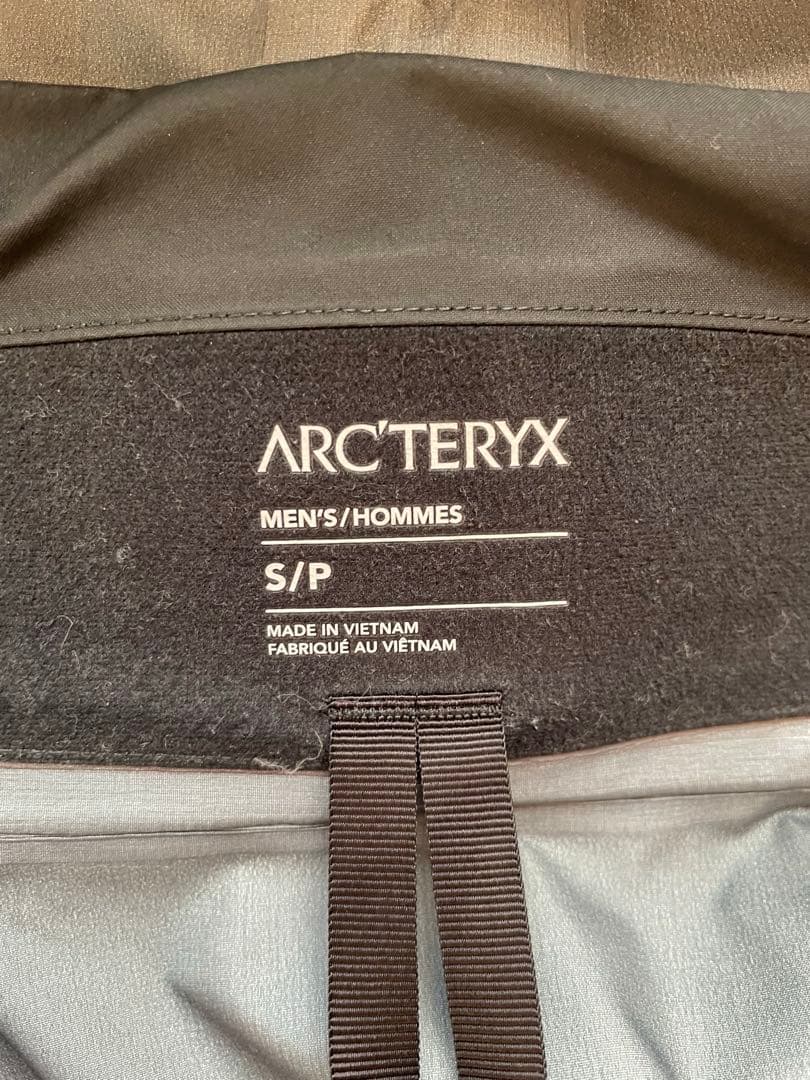 ARC'TERYX
MEN'S/HOMMES
S/P
MADE IN VIETNAM
FABRIQUÉ AU VIÊTNAM